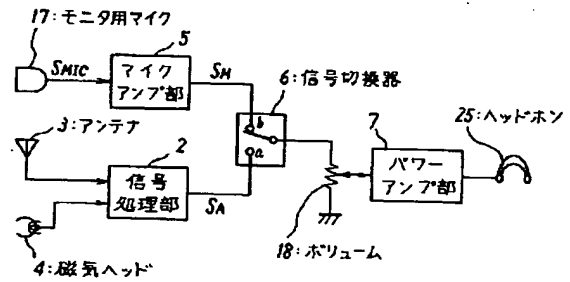 17:モニタ用マイク
5
SMIC
マイク
アンプ部
SM
6:信号切換器
b
a
3:アンテナ
2
信号
処理部
SA
4:磁気ヘッド
7
パワー
アンプ部
25:ヘッドホン
18:ボリューム